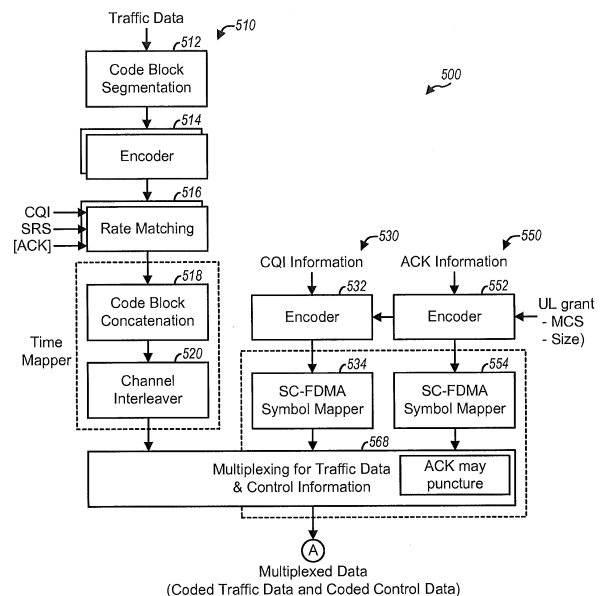 Traffic Data
510
512
Code Block
Segmentation
500
514
Encoder
516
CQI
SRS
[ACK]
Rate Matching
530
550
CQI Information
ACK Information
518
Code Block
Concatenation
532
Encoder
552
Encoder
UL grant
- MCS
- Size)
Time
Mapper
520
Channel
Interleaver
534
SC-FDMA
Symbol Mapper
554
SC-FDMA
Symbol Mapper
568
Multiplexing for Traffic Data
& Control Information
ACK may
puncture
A
Multiplexed Data
(Coded Traffic Data and Coded Control Data)